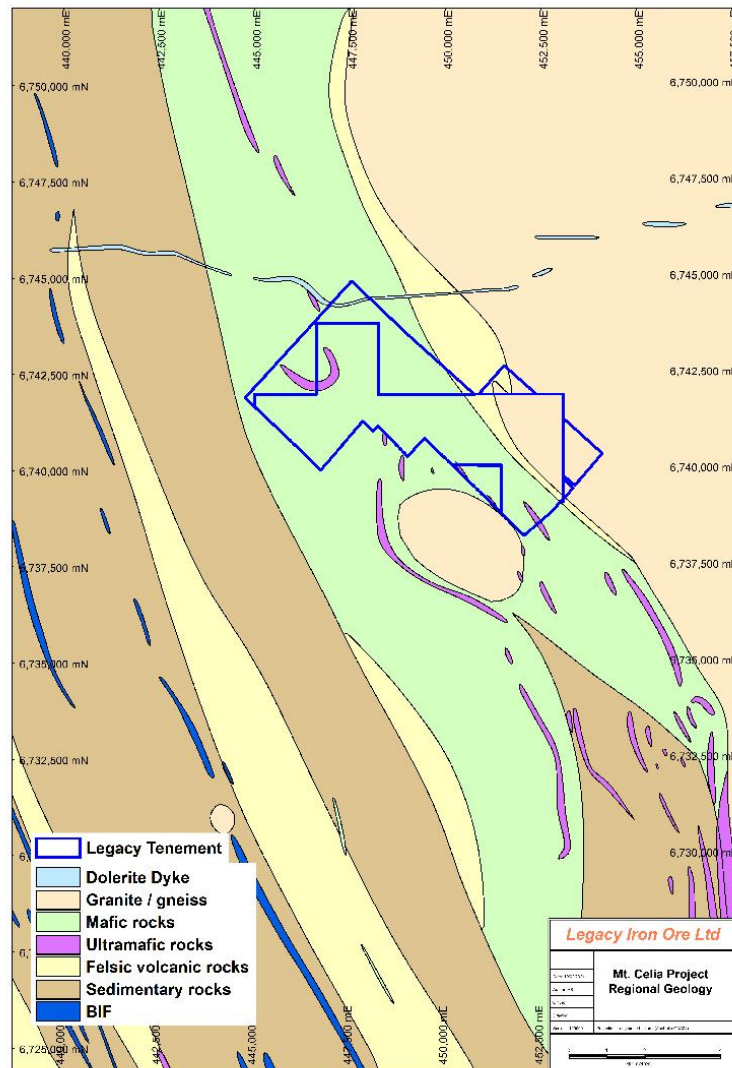 440,000 mE
442,500 mE
445,000 mE
447,500 mE
450,000 mE
452,500 mE
455,000 mE
6,750,000 mN
6,750,000 mN
6,747,500 mN
6,747,500 mN
6,745,000 mN
6,745,000 mN
6,742,500 mN
6,742,500 mN
6,740,000 mN
6,740,000 mN
6,737,500 mN
6,737,500 mN
6,735,000 mN
6,735,000 mN
6,732,500 mN
6,732,500 mN
6,730,000 mN
6,725,000 mN
Legacy Tenement
Dolerite Dyke
Granite / gneiss
Mafic rocks
Ultramafic rocks
Felsic volcanic rocks
Sedimentary rocks
BIF
Legacy Iron Ore Ltd
Mt. Celia Project
Regional Geology
440,000 mE
442,500 mE
445,000 mE
447,500 mE
450,000 mE